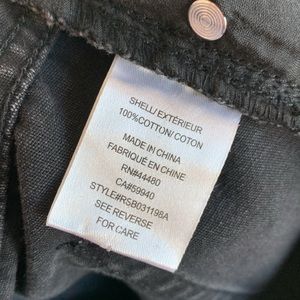 SHELL/ EXTÉRIEUR
100%COTTON/ COTON
MADE IN CHINA
FABRIQUÉ EN CHINE
RN#44480
CA#59940
STYLE#RSB031198A
SEE REVERSE
FOR CARE